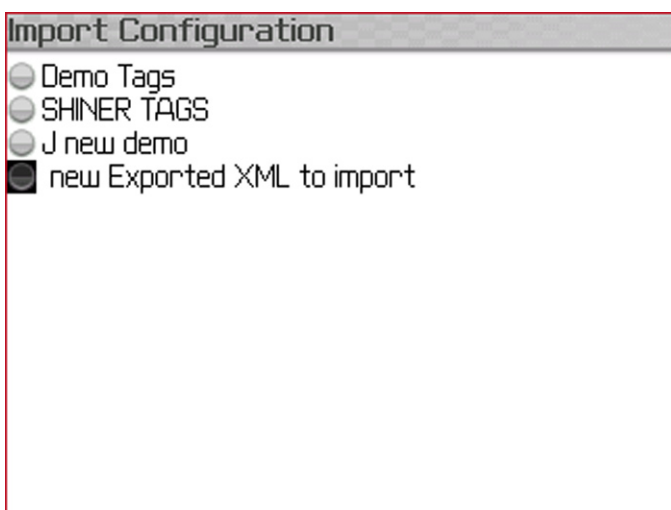 Import Configuration
Demo Tags
SHINER TAGS
J new demo
new Exported XML to import